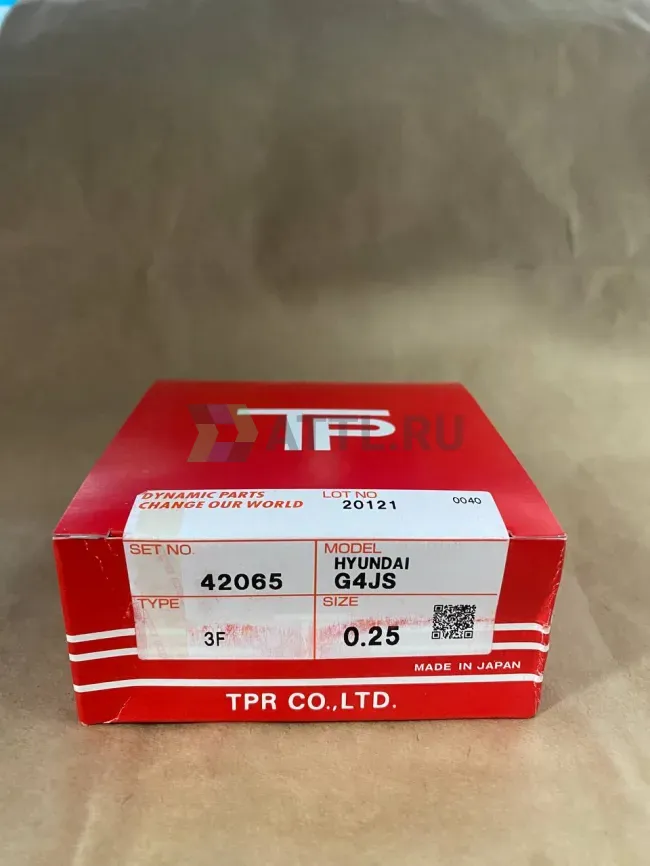 TP
ATTL.RU
DYNAMIC PARTS
CHANGE OUR WORLD
LOT NO
20121
0040
SET NO.
42065
MODEL
HYUNDAI
G4JS
TYPE
3F
SIZE
0.25
MADE IN JAPAN
TPR CO.,LTD.